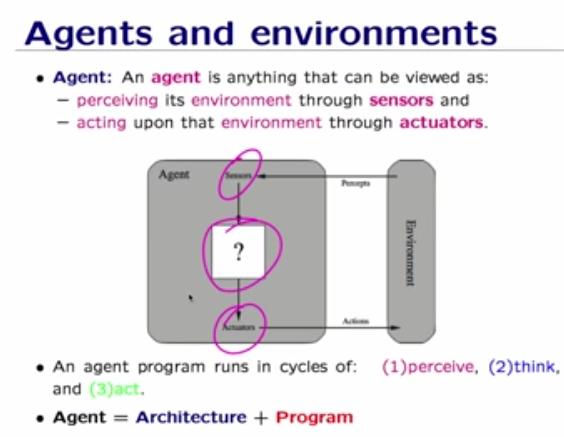 Agents and environments
• Agent: An agent is anything that can be viewed as:
– perceiving its environment through sensors and
– acting upon that environment through actuators.
Agent
Sensors
Percepts
?
Environment
Actuators
Actions
• An agent program runs in cycles of: (1)perceive, (2)think,
and (3)act.
• Agent = Architecture + Program